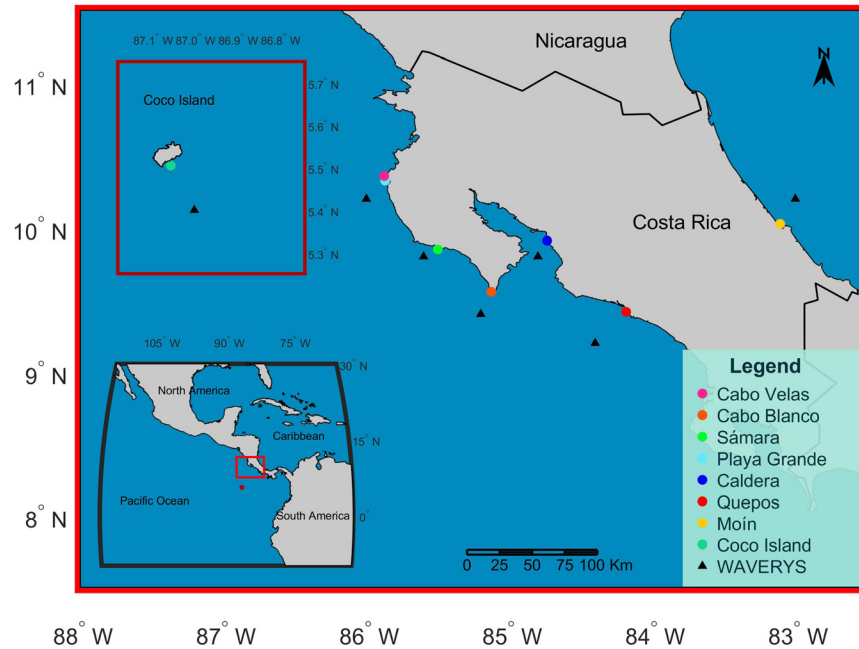 87.1° W 87.0° W 86.9° W 86.8° W
Nicaragua
N
11° N
5.7° N
Coco Island
5.6° N
5.5° N
5.4° N
5.3° N
10° N
Costa Rica
105° W 90° W 75° W
30° N
North America
Caribbean
15° N
Pacific Ocean
South America
0°
9° N
8° N
Legend
Cabo Velas
Cabo Blanco
Sámara
Playa Grande
Caldera
Quepos
Moín
Coco Island
WAVERYS
0 25 50 75 100 Km
88° W 87° W 86° W 85° W 84° W 83° W